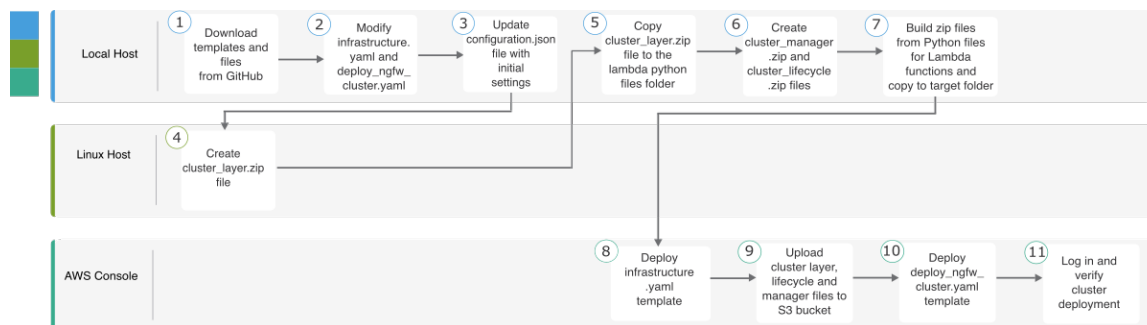 Local Host
1
Download
templates and
files
from GitHub
2
Modify
infrastructure.
yaml and
deploy_ngfw_
cluster.yaml
3
Update
configuration.json
file with
initial
settings
5
Copy
cluster_layer.zip
file to the
lambda python
files folder
6
Create
cluster_manager
.zip and
cluster_lifecycle
.zip files
7
Build zip files
from Python files
for Lambda
functions and
copy to target folder
Linux Host
4
Create
cluster_layer.zip
file
AWS Console
8
Deploy
infrastructure
.yaml
template
9
Upload
cluster layer,
lifecycle and
manager files to
S3 bucket
10
Deploy
deploy_ngfw_
cluster.yaml
template
11
Log in and
verify
cluster
deployment